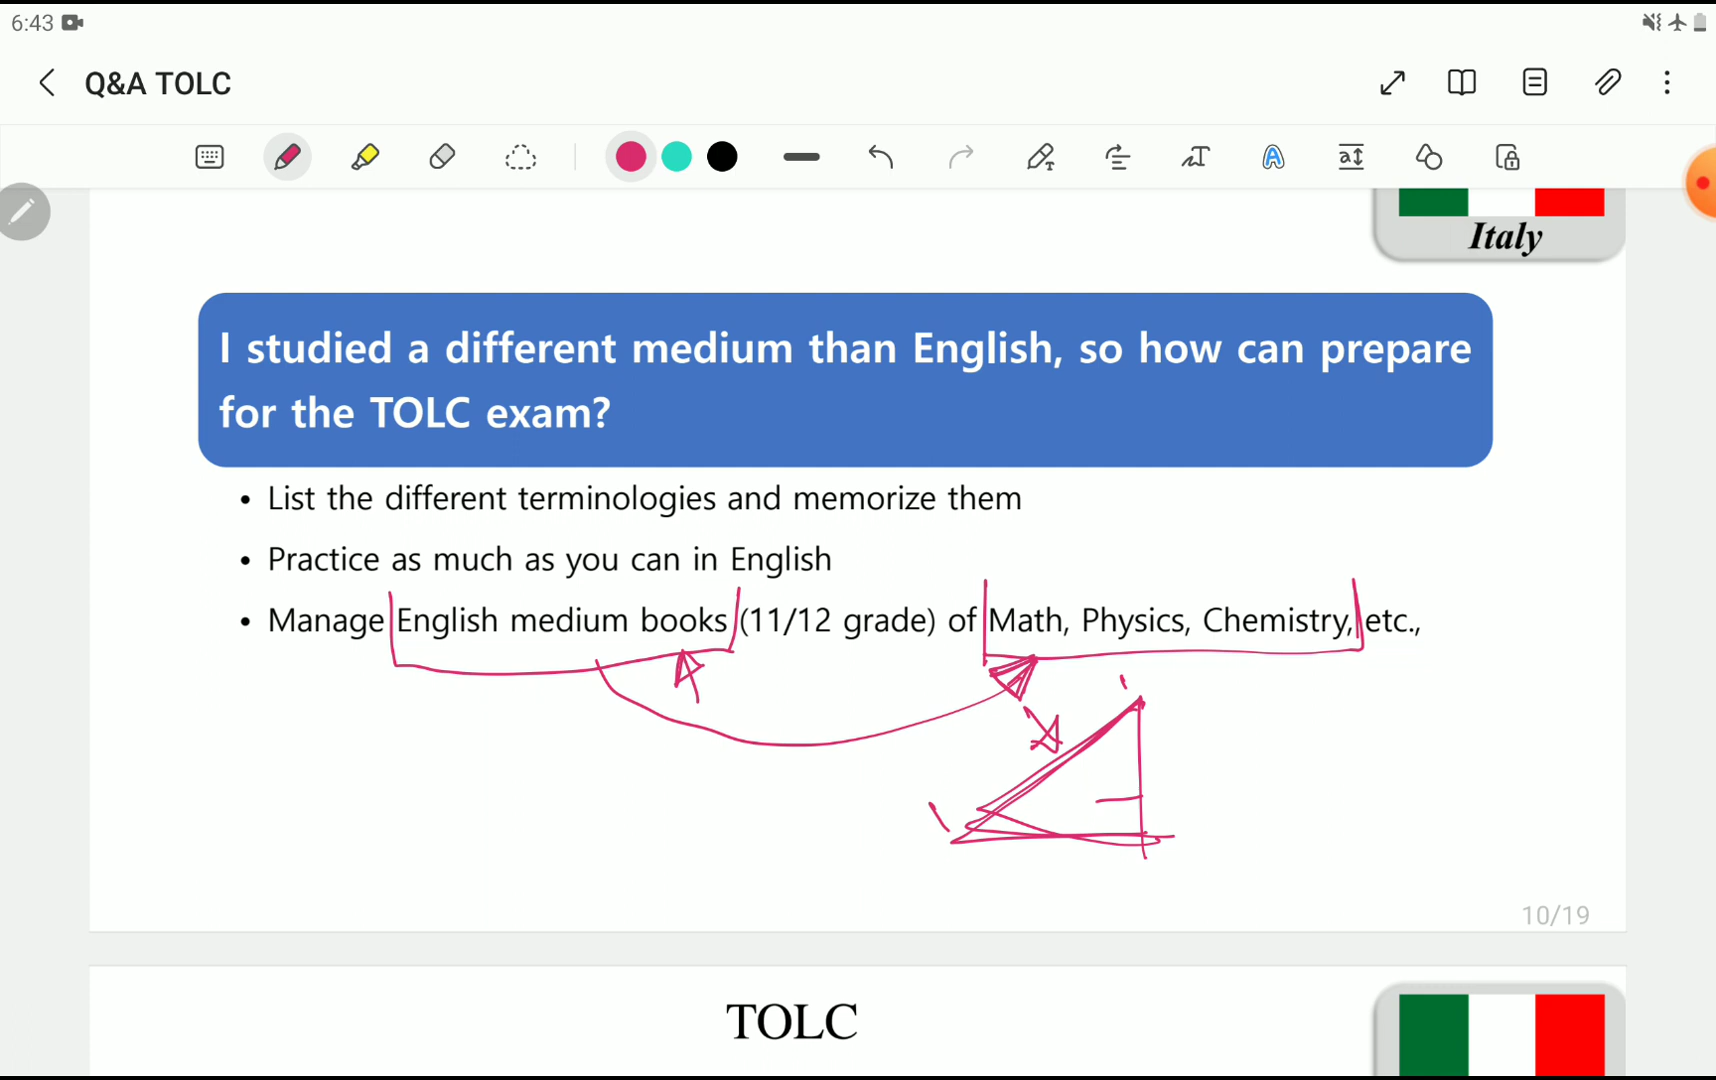 6:43
Q&A TOLC
Italy
I studied a different medium than English, so how can prepare
for the TOLC exam?
• List the different terminologies and memorize them
• Practice as much as you can in English
• Manage English medium books (11/12 grade) of Math, Physics, Chemistry, etc.,
10/19
TOLC